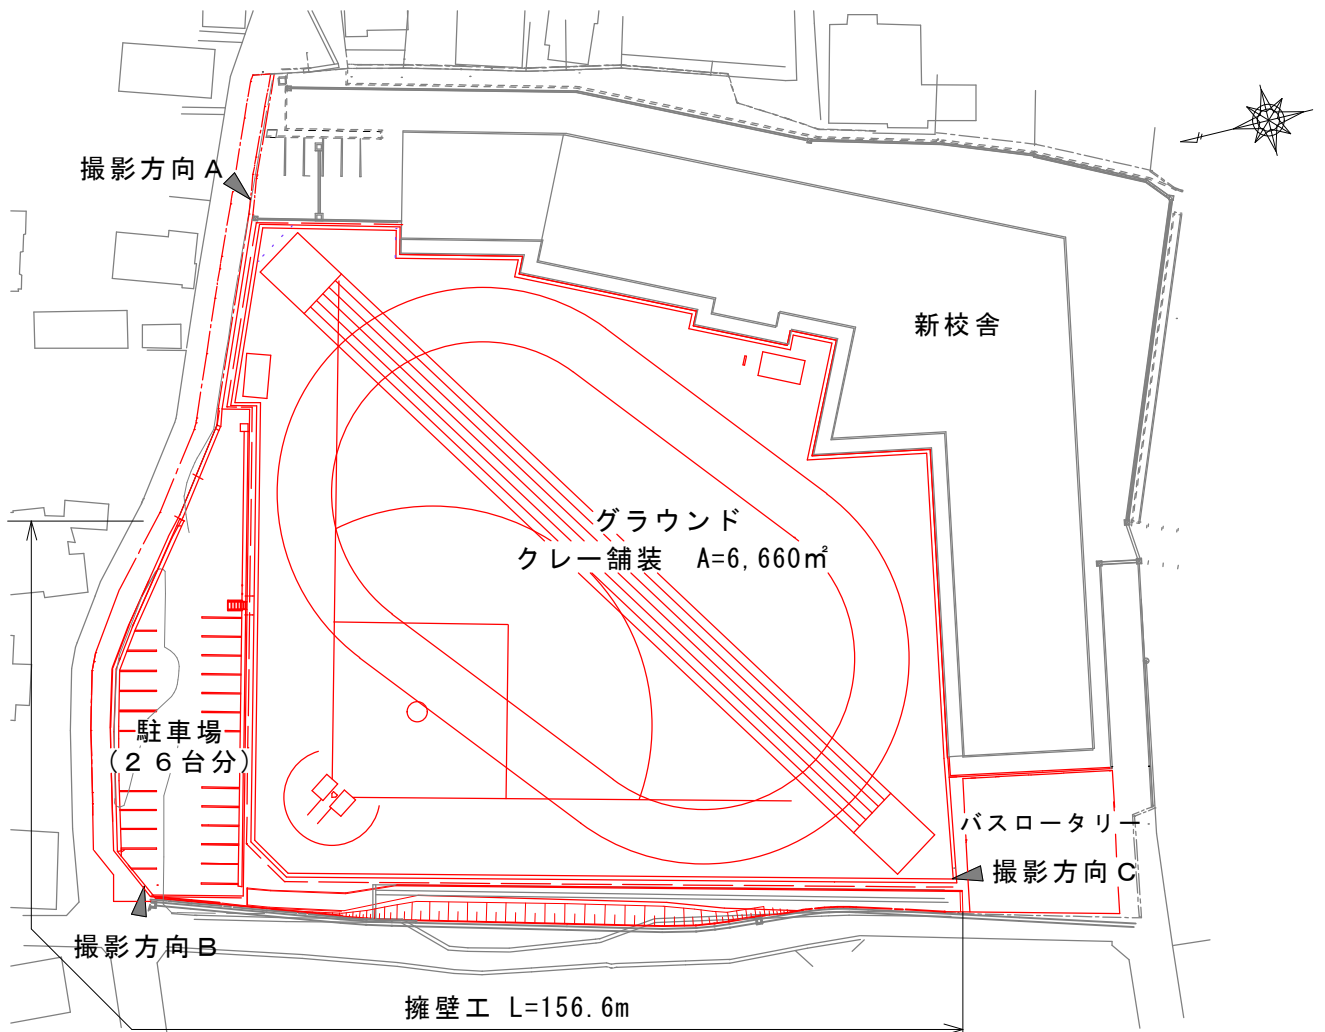 撮影方向A
新校舎
グラウンド
クレー舗装 A=6,660㎡
駐車場
(26台分)
バスロータリー
撮影方向C
撮影方向B
擁壁工 L=156.6m